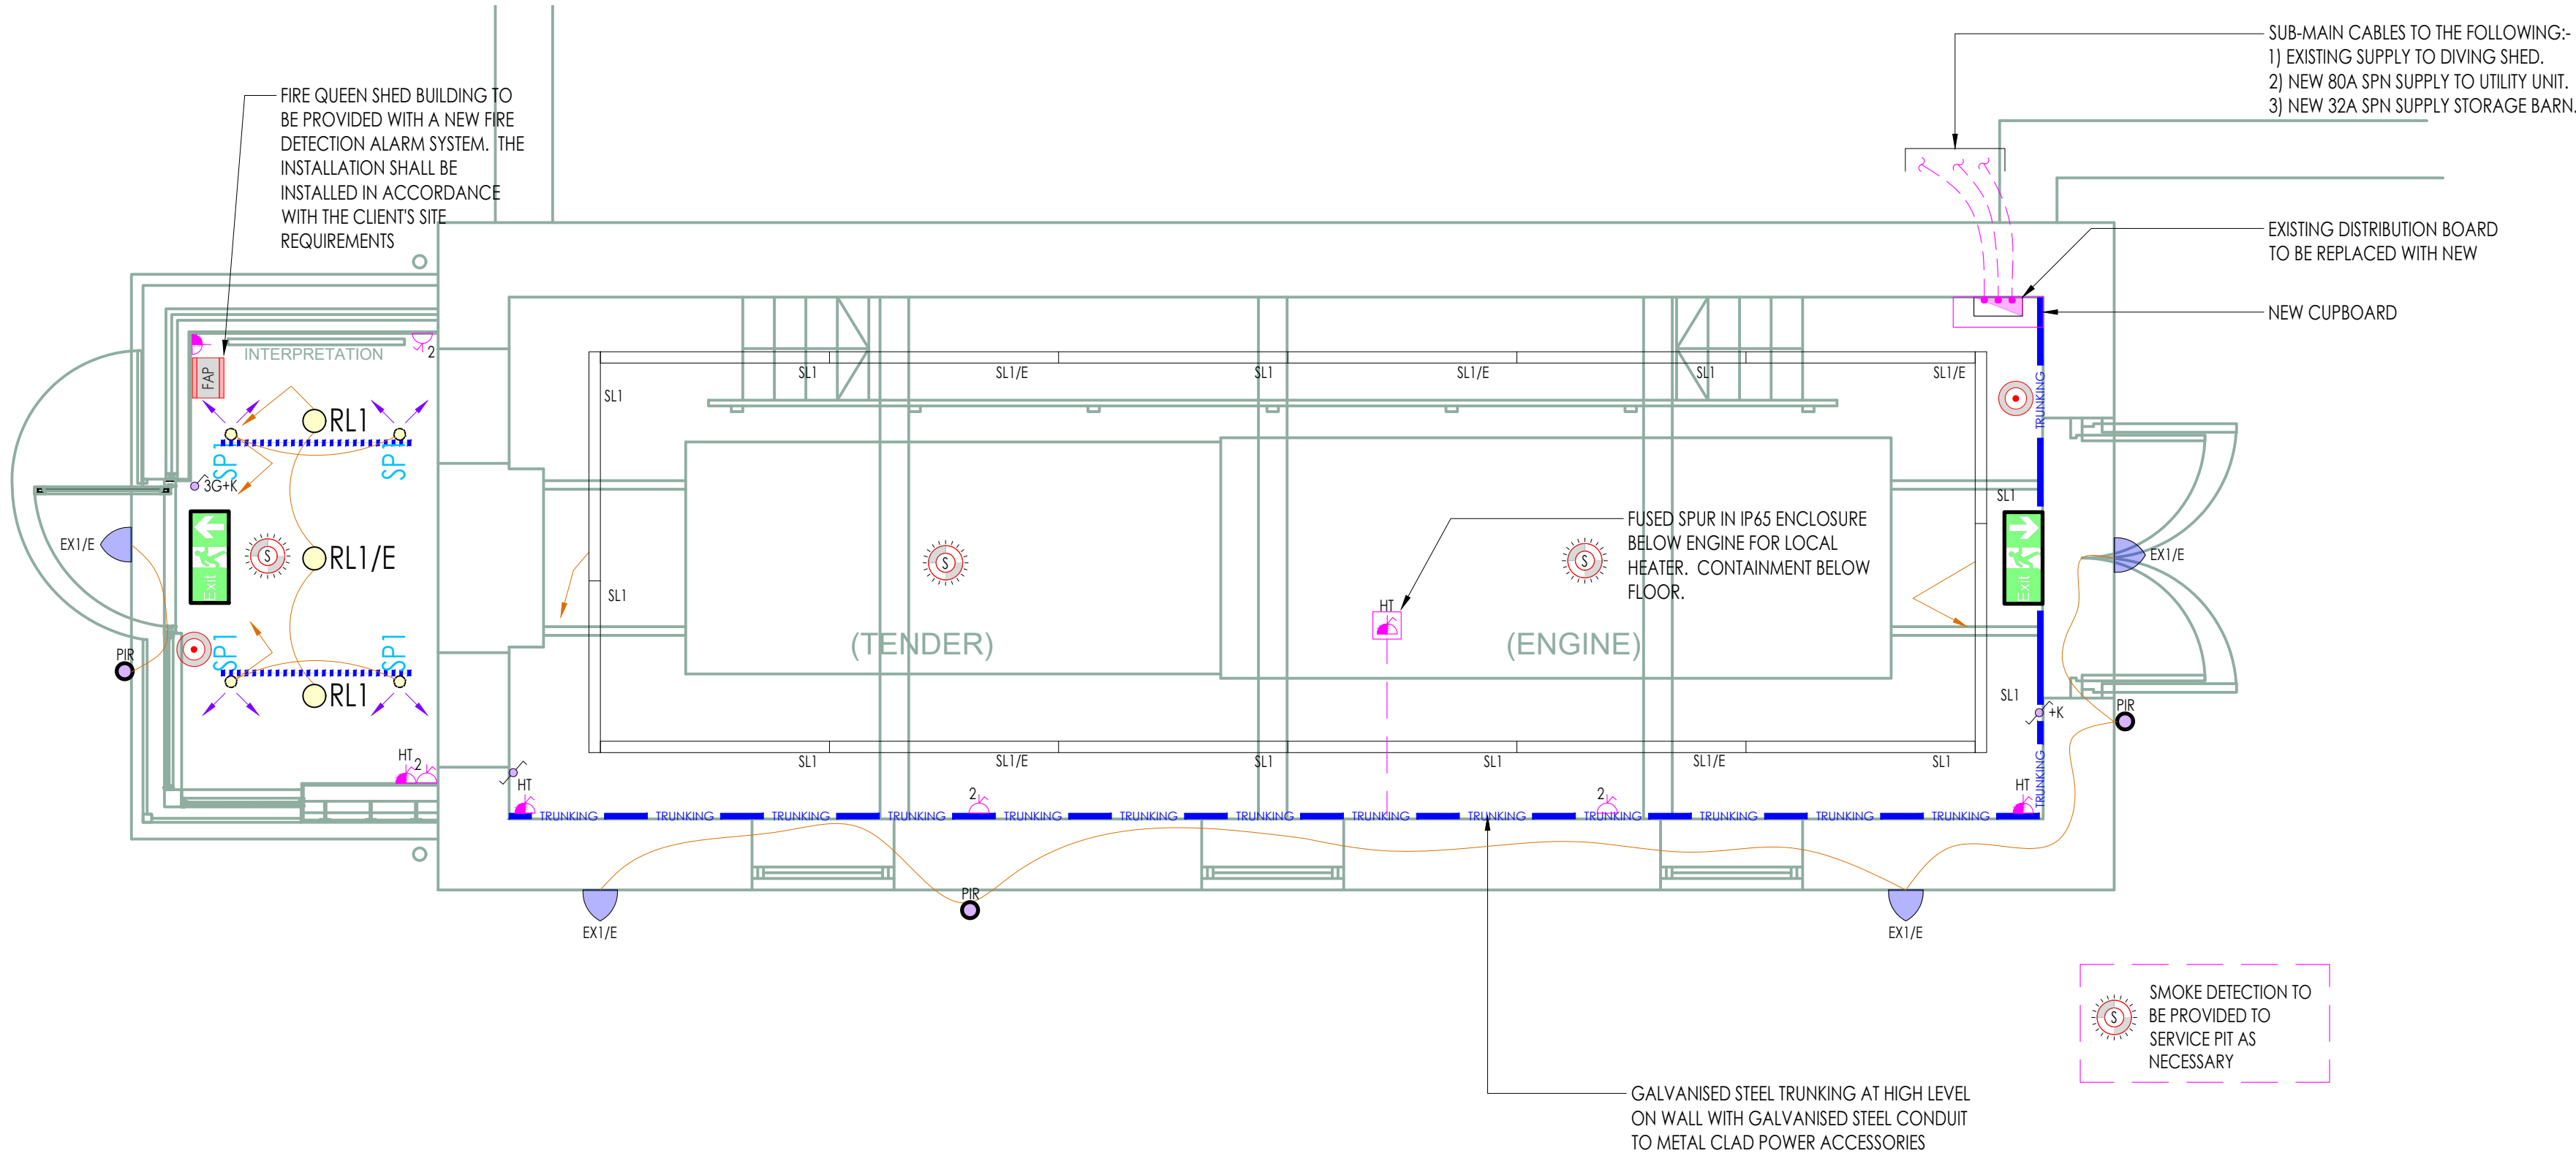 SUB-MAIN CABLES TO THE FOLLOWING:-
1) EXISTING SUPPLY TO DIVING SHED.
2) NEW 80A SPN SUPPLY TO UTILITY UNIT.
3) NEW 32A SPN SUPPLY STORAGE BARN.
FIRE QUEEN SHED BUILDING TO
BE PROVIDED WITH A NEW FIRE
DETECTION ALARM SYSTEM. THE
INSTALLATION SHALL BE
INSTALLED IN ACCORDANCE
WITH THE CLIENT'S SITE
REQUIREMENTS
EXISTING DISTRIBUTION BOARD
TO BE REPLACED WITH NEW
NEW CUPBOARD
INTERPRETATION
2
FAP
SL1
SL1/E
SL1
SL1/E
SL1
SL1/E
SL1
TRUNKING
RL1
SP1
SP1
3G+K
SL1
EX1/E
Exit
S
RL1/E
S
S
FUSED SPUR IN IP65 ENCLOSURE
BELOW ENGINE FOR LOCAL
HEATER. CONTAINMENT BELOW
FLOOR.
Exit
EX1/E
SL1
HT
(TENDER)
(ENGINE)
PIR
SP1
SP1
RL1
SL1
+K
PIR
HT
2
SL1
SL1/E
SL1
SL1
SL1/E
SL1
TRUNKING
HT
2
2
HT
TRUNKING
TRUNKING
TRUNKING
TRUNKING
TRUNKING
TRUNKING
TRUNKING
TRUNKING
TRUNKING
TRUNKING
TRUNKING
TRUNKING
TRUNKING
PIR
EX1/E
EX1/E
S
SMOKE DETECTION TO
BE PROVIDED TO
SERVICE PIT AS
NECESSARY
GALVANISED STEEL TRUNKING AT HIGH LEVEL
ON WALL WITH GALVANISED STEEL CONDUIT
TO METAL CLAD POWER ACCESSORIES